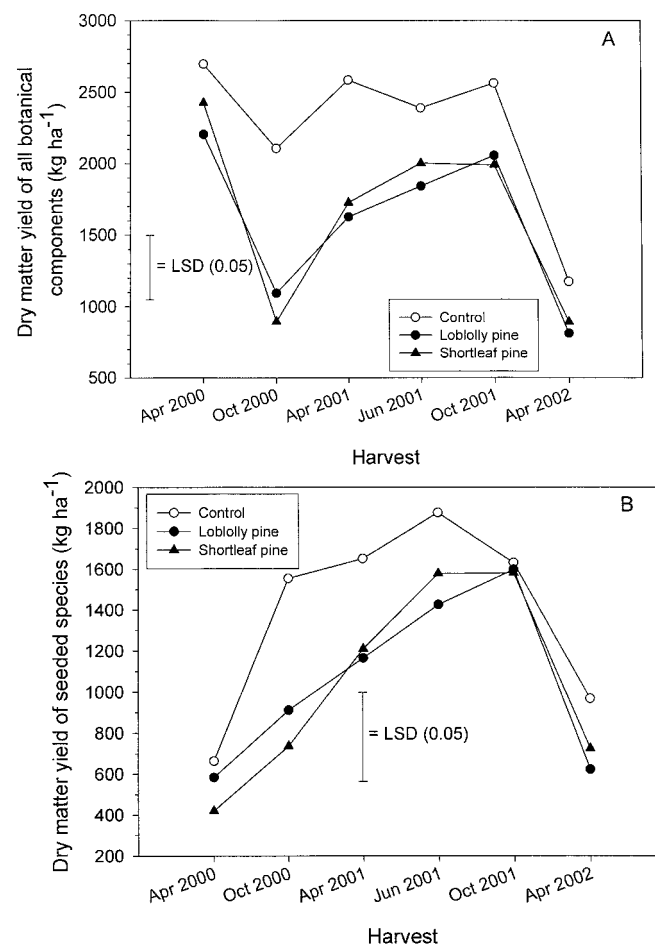 A
3000
2500
2000
1500
1000
500
Dry matter yield of all botanical
components (kg ha⁻¹)
= LSD (0.05)
Control
Loblolly pine
Shortleaf pine
Apr 2000
Oct 2000
Apr 2001
Jun 2001
Oct 2001
Apr 2002
Harvest
B
2000
1800
1600
1400
1200
1000
800
600
400
200
Dry matter yield of seeded species (kg ha⁻¹)
Control
Loblolly pine
Shortleaf pine
= LSD (0.05)
Apr 2000
Oct 2000
Apr 2001
Jun 2001
Oct 2001
Apr 2002
Harvest